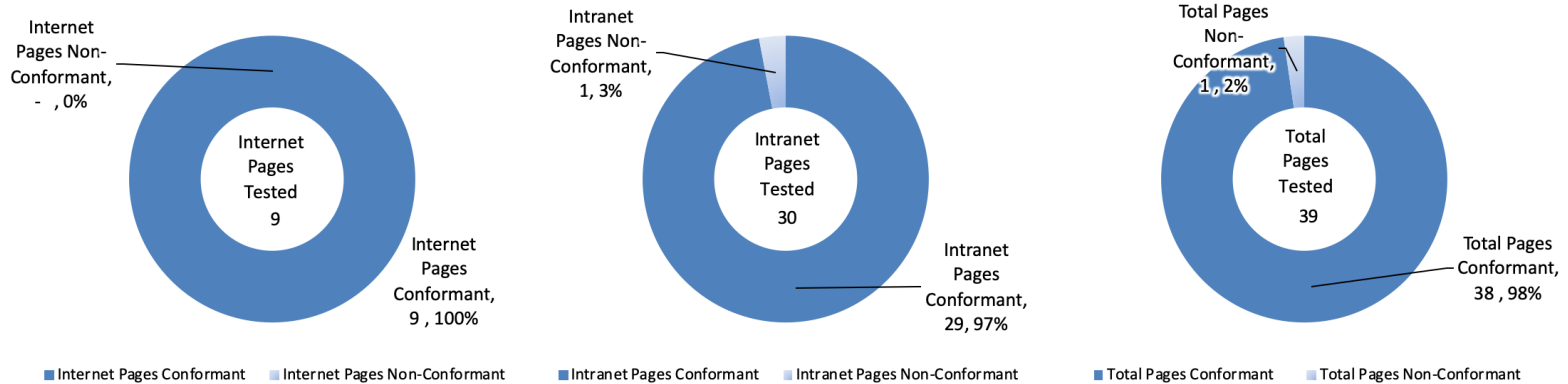 Internet
Pages Non-
Conformant,
- , 0%
Internet
Pages
Tested
9
Internet
Pages
Conformant,
9 , 100%
Internet Pages Conformant
Internet Pages Non-Conformant
Intranet
Pages Non-
Conformant,
1, 3%
Intranet
Pages
Tested
30
Intranet
Pages
Conformant,
29, 97%
Intranet Pages Conformant
Intranet Pages Non-Conformant
Total Pages
Non-
Conformant,
1 , 2%
Total
Pages
Tested
39
Total Pages
Conformant,
38 , 98%
Total Pages Conformant
Total Pages Non-Conformant